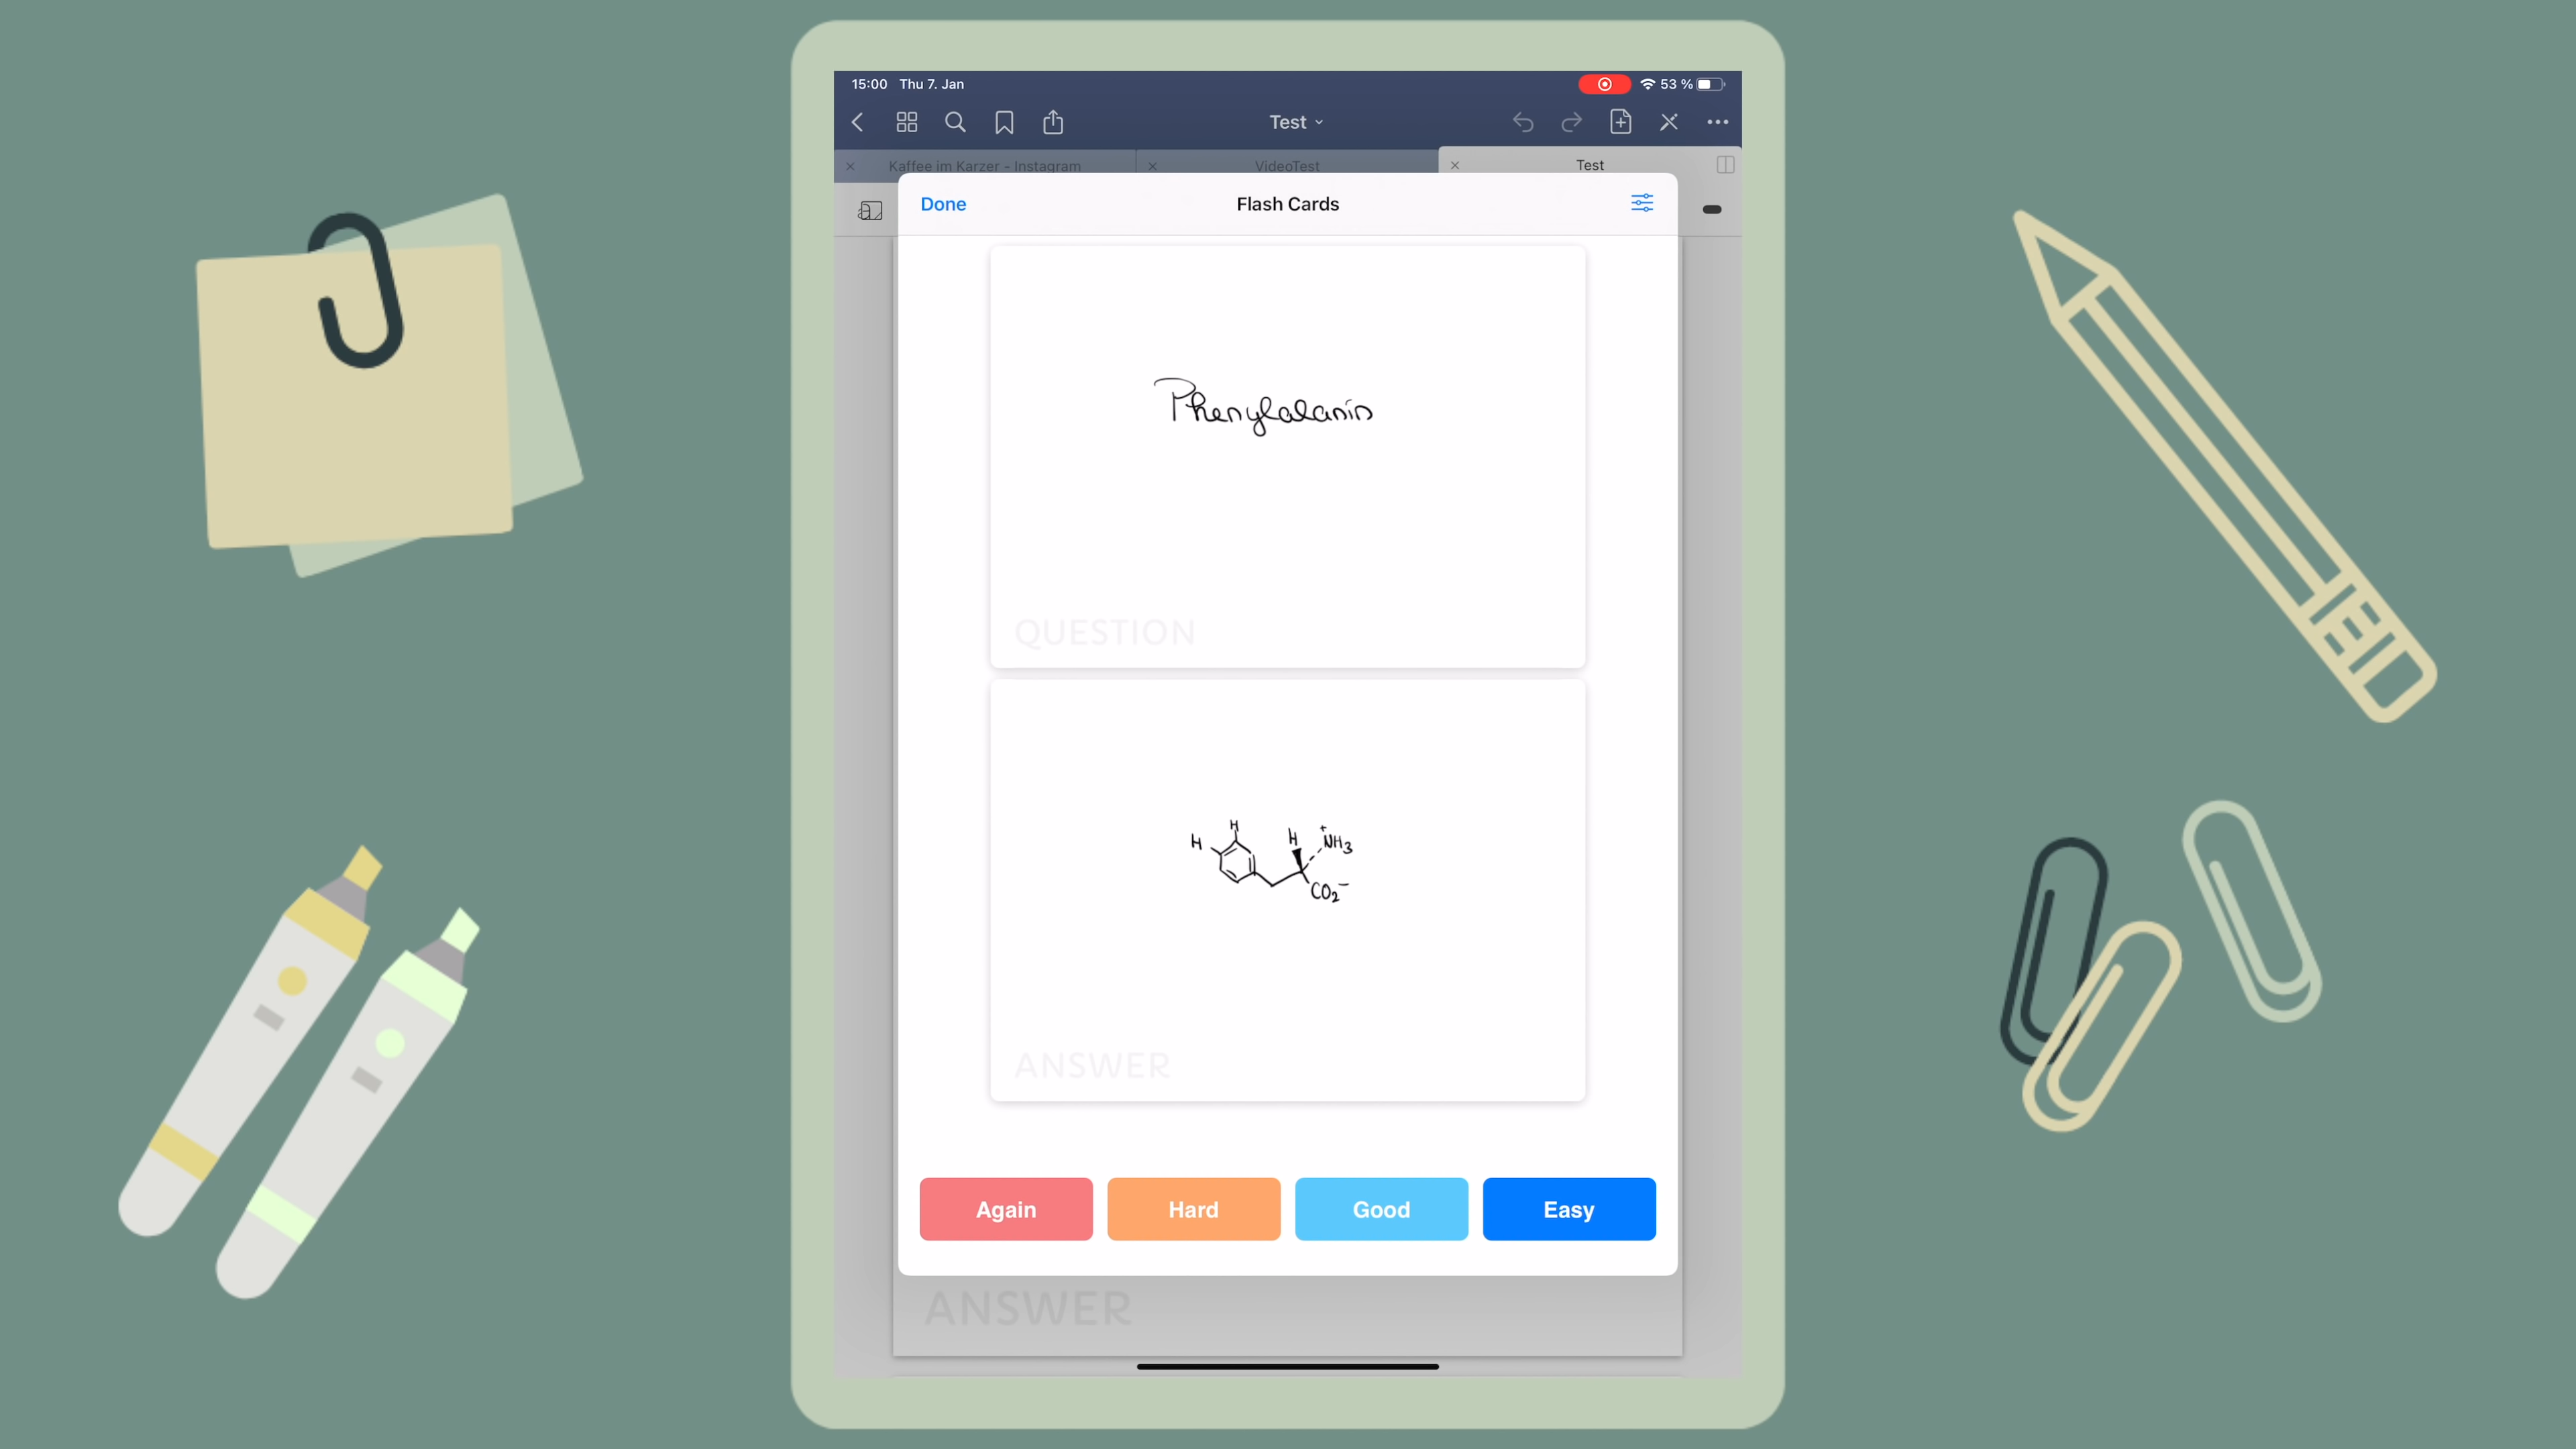 15:00 Thu 7. Jan 53 %
Test
Kaffee im Karzer - Instagram VideoTest Test
Done Flash Cards
Phenylalanin
QUESTION
H H H +NH3
CO2-
ANSWER
Again Hard Good Easy
ANSWER